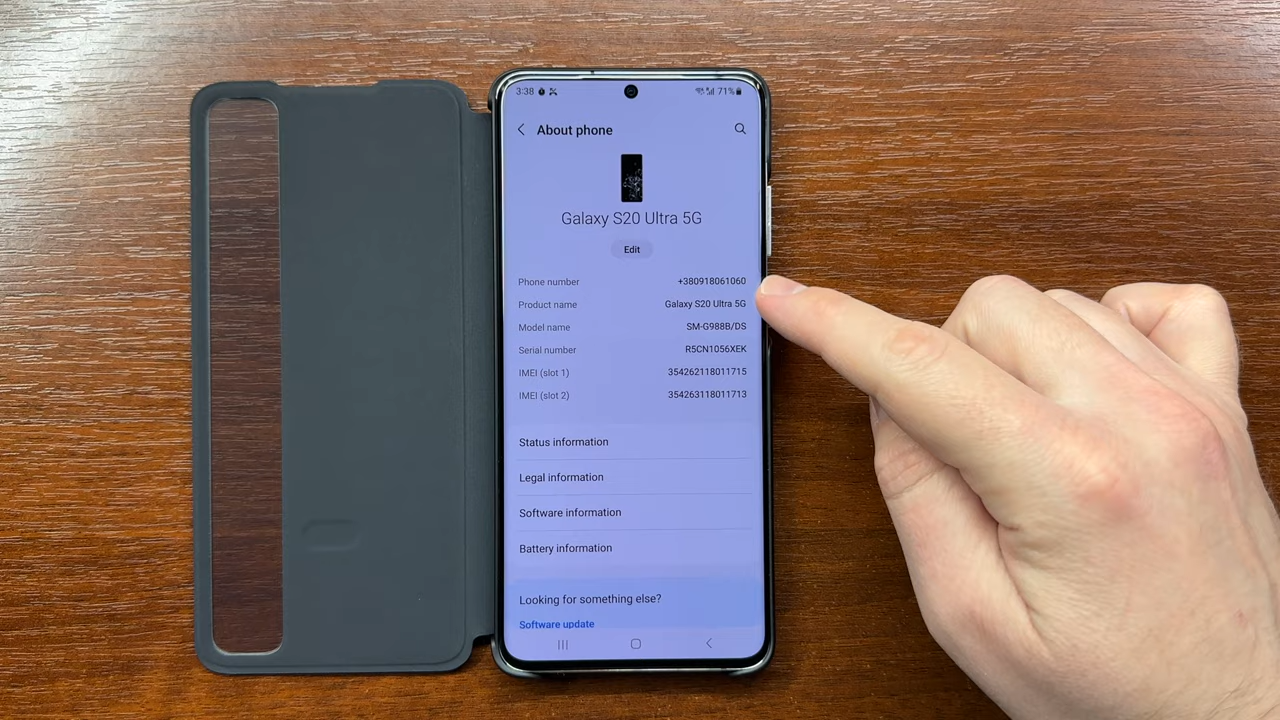 3:38 71%
About phone
Galaxy S20 Ultra 5G
Edit
Phone number +380918061060
Product name Galaxy S20 Ultra 5G
Model name SM-G988B/DS
Serial number R5CN1056XEK
IMEI (slot 1) 354262118011715
IMEI (slot 2) 354263118011713
Status information
Legal information
Software information
Battery information
Looking for something else?
Software update